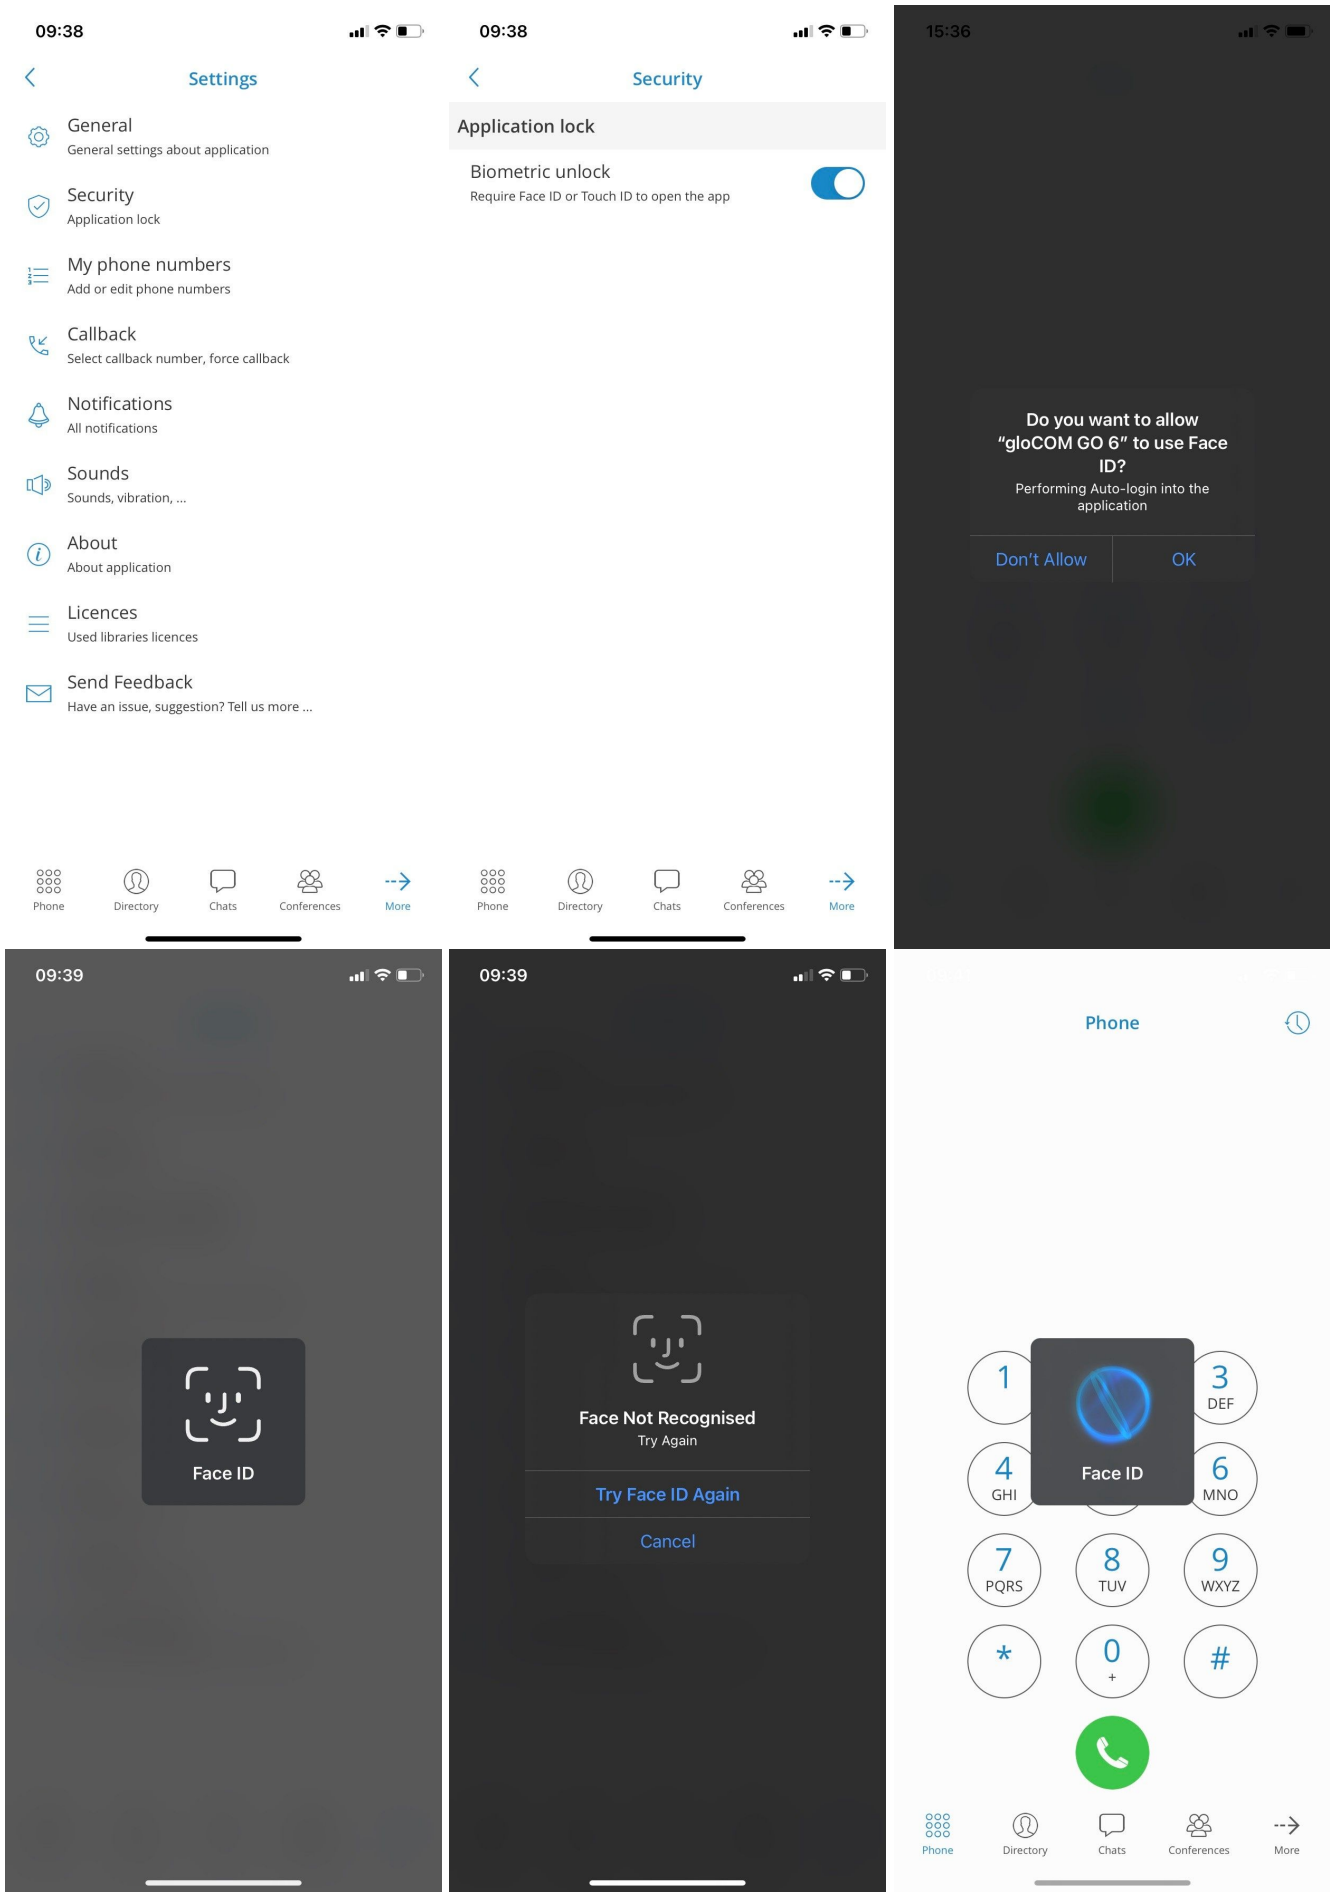 09:38
Settings
General
General settings about application
Security
Application lock
My phone numbers
Add or edit phone numbers
Callback
Select callback number, force callback
Notifications
All notifications
Sounds
Sounds, vibration, ...
About
About application
Licences
Used libraries licences
Send Feedback
Have an issue, suggestion? Tell us more ...
Phone
Directory
Chats
Conferences
More
09:38
Security
Application lock
Biometric unlock
Require Face ID or Touch ID to open the app
Phone
Directory
Chats
Conferences
More
15:36
Do you want to allow
“gloCOM GO 6” to use Face
ID?
Performing Auto-login into the
application
Don’t Allow
OK
09:39
Face ID
09:39
Face Not Recognised
Try Again
Try Face ID Again
Cancel
Phone
1
3
DEF
Face ID
4
GHI
6
MNO
7
PQRS
8
TUV
9
WXYZ
*
0
+
#
Phone
Directory
Chats
Conferences
More